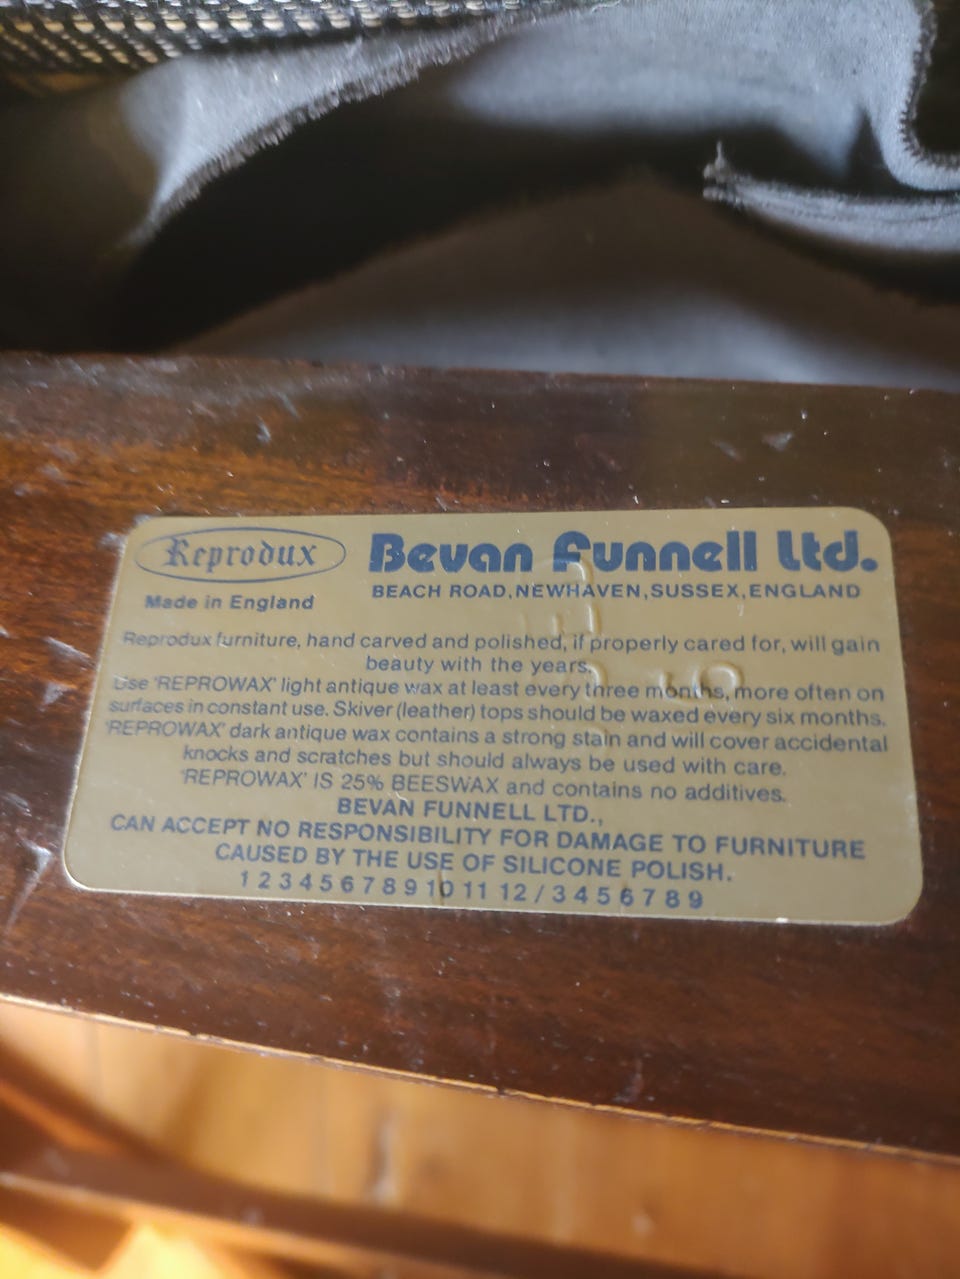 Reprodux
Made in England
Bevan Funnell Ltd.
BEACH ROAD, NEWHAVEN, SUSSEX, ENGLAND
Reprodux furniture, hand carved and polished, if properly cared for, will gain
beauty with the years.
Use 'REPROWAX' light antique wax at least every three months, more often on
surfaces in constant use. Skiver (leather) tops should be waxed every six months.
'REPROWAX' dark antique wax contains a strong stain and will cover accidental
knocks and scratches but should always be used with care.
'REPROWAX' IS 25% BEESWAX and contains no additives.
BEVAN FUNNELL LTD.,
CAN ACCEPT NO RESPONSIBILITY FOR DAMAGE TO FURNITURE
CAUSED BY THE USE OF SILICONE POLISH.
1 2 3 4 5 6 7 8 9 10 11 12 / 3 4 5 6 7 8 9